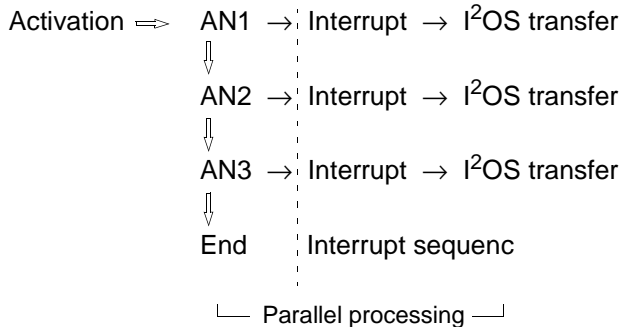 Activation ⇒ AN1 → Interrupt → I²OS transfer
AN2 → Interrupt → I²OS transfer
AN3 → Interrupt → I²OS transfer
End Interrupt sequenc
Parallel processing